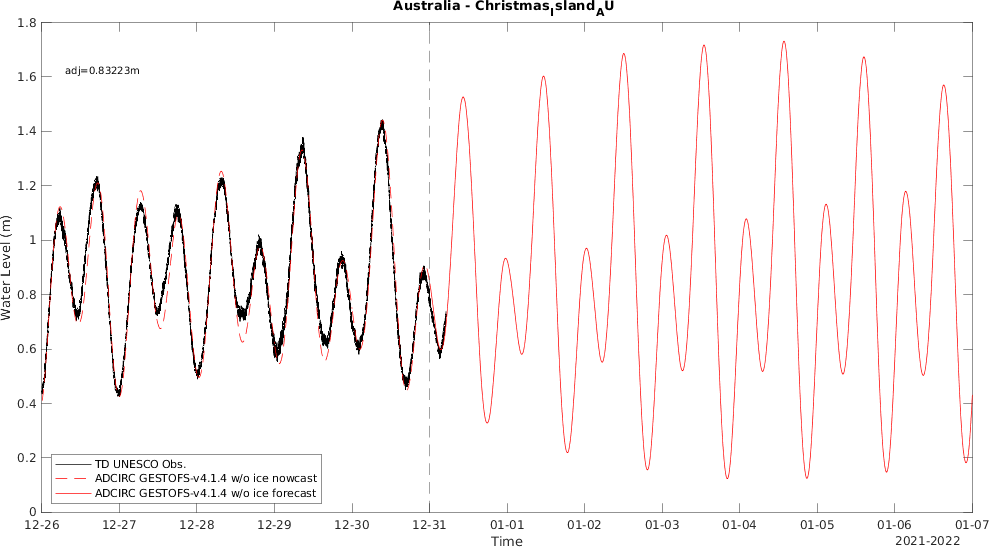 Australia - ChristmasIslandAU
1.8
adj=0.83223m
1.6
1.4
1.2
1
0.8
0.6
0.4
0.2
0
Water Level (m)
TD UNESCO Obs.
ADCIRC GESTOFS-v4.1.4 w/o ice nowcast
ADCIRC GESTOFS-v4.1.4 w/o ice forecast
12-26 12-27 12-28 12-29 12-30 12-31 01-01 01-02 01-03 01-04 01-05 01-06 01-07
Time
2021-2022